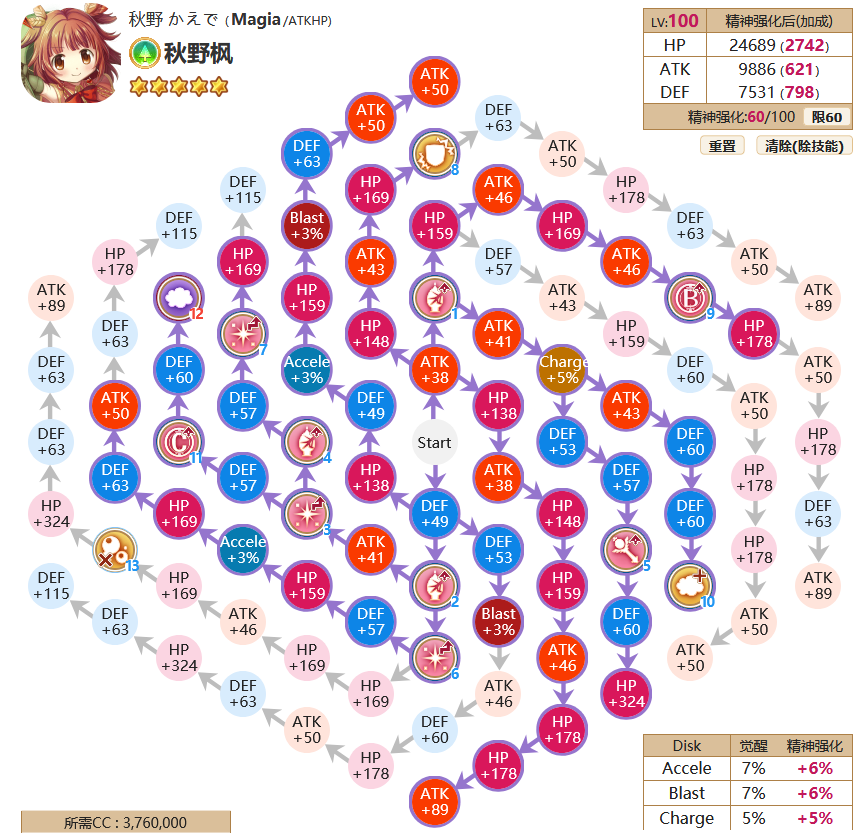 秋野 かえで (Magia/ATKHP)
秋野枫
LV:100 精神强化后(加成)
HP 24689 (2742)
ATK 9886 (621)
DEF 7531 (798)
精神强化:60/100 限60
重置 清除(除技能)
ATK
+50
ATK DEF
+50 +63
DEF ATK
+63 +50
8
DEF HP ATK HP
+115 +169 +46 +178
DEF Blast HP HP DEF
+115 +3% +159 +169 +63
HP HP ATK DEF ATK ATK
+178 +169 +43 +57 +46 +50
ATK HP ATK B ATK
+89 +159 +43 +89
12 1 9
DEF HP ATK HP HP
+63 +148 +41 +159 +178
7
DEF DEF Accele ATK Charge DEF ATK
+63 +60 +3% +38 +5% +60 +50
ATK DEF DEF HP ATK ATK
+50 +57 +49 +138 +43 +50
DEF C Start DEF DEF HP
+63 +53 +60 +178
11 4
DEF DEF HP ATK DEF HP
+63 +57 +138 +38 +57 +178
HP HP DEF HP DEF DEF
+324 +169 +49 +148 +60 +63
3
Accele ATK DEF HP
+3% +41 +53 +178
13 5
DEF HP HP HP ATK
+115 +169 +159 +159 +89
2 10
DEF ATK DEF Blast DEF ATK
+63 +46 +57 +3% +60 +50
HP HP ATK ATK
+324 +169 +46 +50
6
DEF HP ATK HP
+63 +169 +46 +324
ATK DEF HP
+50 +60 +178
HP HP
+178 +178
ATK
+89
Disk 觉醒 精神强化
Accele 7% +6%
Blast 7% +6%
Charge 5% +5%
所需CC : 3,760,000